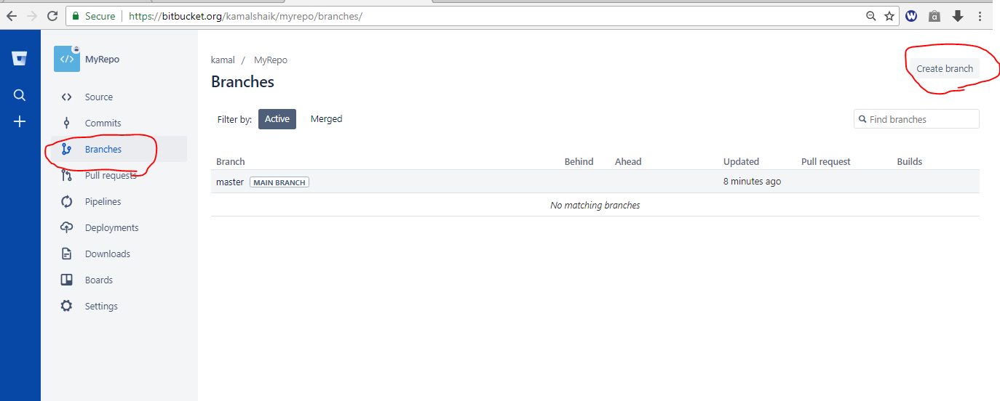 Secure https://bitbucket.org/kamalshaik/myrepo/branches/
MyRepo
Source
Commits
Branches
Pull requests
Pipelines
Deployments
Downloads
Boards
Settings
kamal / MyRepo
Create branch
Branches
Filter by: Active Merged
Find branches
Branch Behind Ahead Updated Pull request Builds
master MAIN BRANCH 8 minutes ago
No matching branches